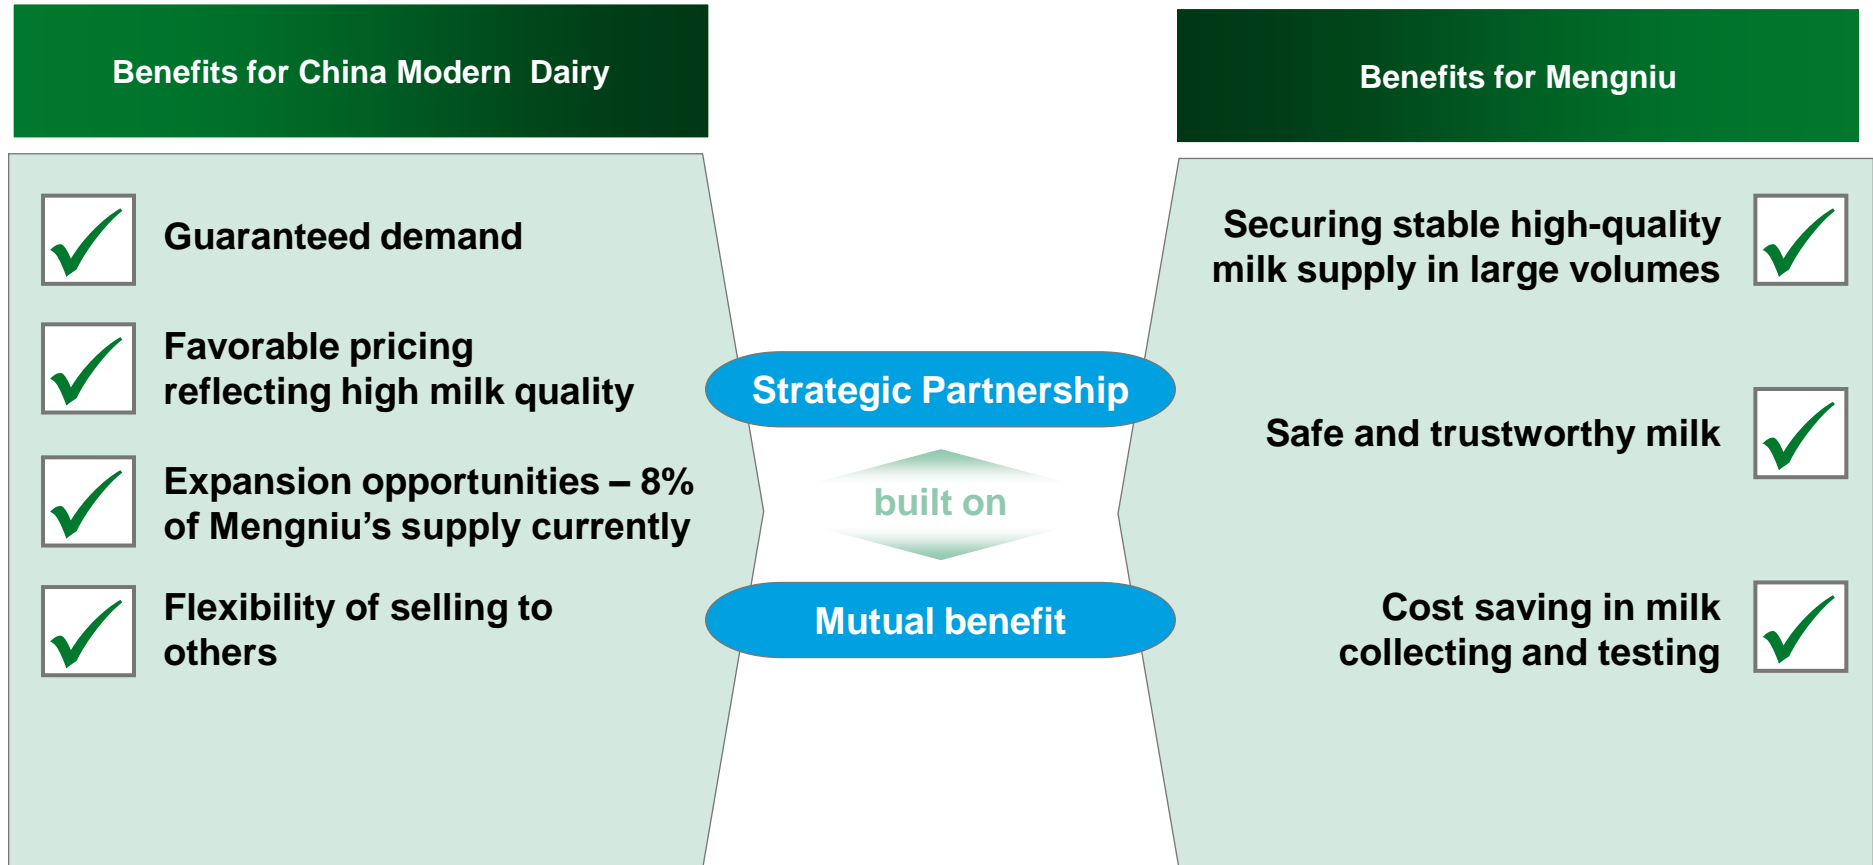 Benefits for China Modern Dairy
Guaranteed demand
Favorable pricing
reflecting high milk quality
Expansion opportunities – 8%
of Mengniu’s supply currently
Flexibility of selling to
others
Strategic Partnership
built on
Mutual benefit
Benefits for Mengniu
Securing stable high-quality
milk supply in large volumes
Safe and trustworthy milk
Cost saving in milk
collecting and testing